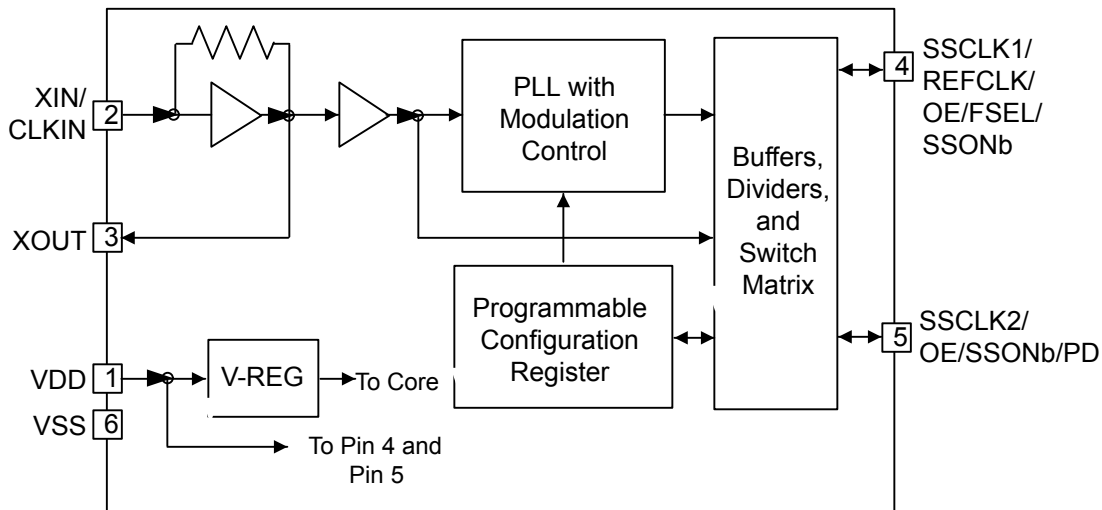 XIN/
CLKIN
2
XOUT
3
VDD
1
VSS
6
V-REG
To Core
To Pin 4 and
Pin 5
PLL with
Modulation
Control
Programmable
Configuration
Register
Buffers,
Dividers,
and
Switch
Matrix
4
SSCLK1/
REFCLK/
OE/FSEL/
SSONb
5
SSCLK2/
OE/SSONb/PD